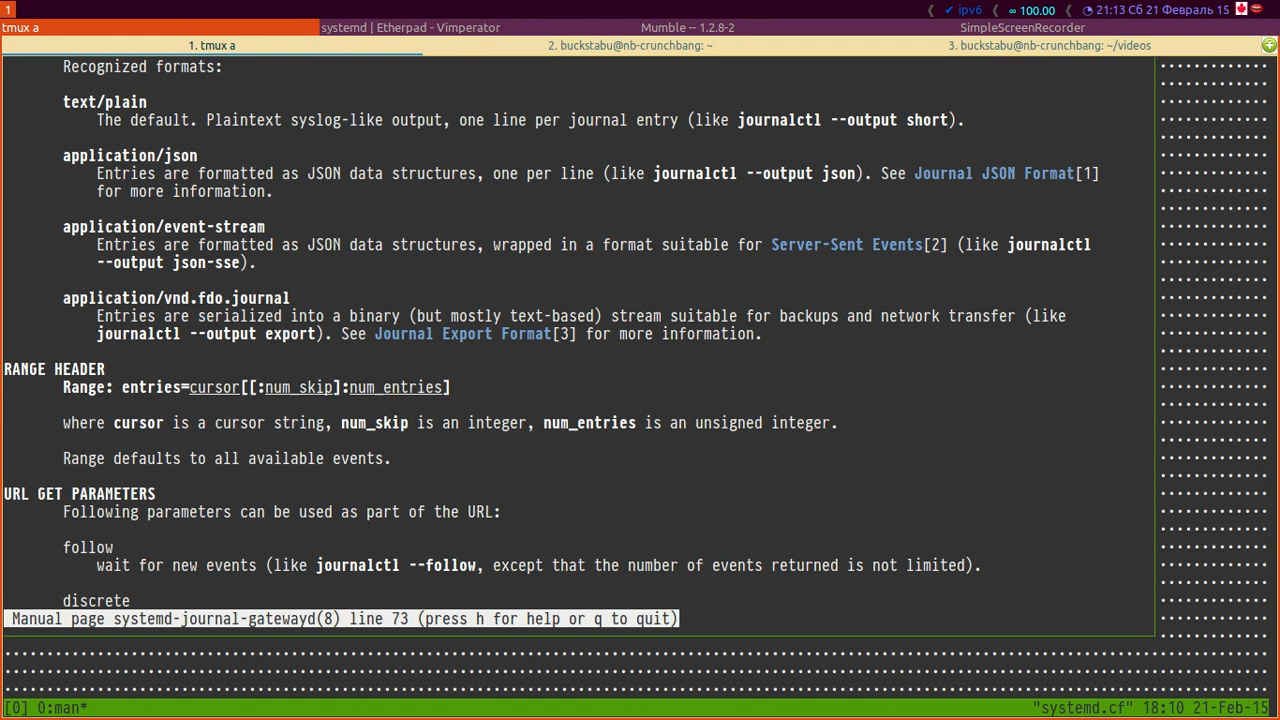 1
ipv6 ∞ 100.00 21:13 Сб 21 Февраль 15
tmux a systemd | Etherpad - Vimperator Mumble -- 1.2.8-2 SimpleScreenRecorder
1. tmux a 2. buckstabu@nb-crunchbang: ~ 3. buckstabu@nb-crunchbang: ~/videos
Recognized formats:
text/plain
The default. Plaintext syslog-like output, one line per journal entry (like journalctl --output short).
application/json
Entries are formatted as JSON data structures, one per line (like journalctl --output json). See Journal JSON Format[1]
for more information.
application/event-stream
Entries are formatted as JSON data structures, wrapped in a format suitable for Server-Sent Events[2] (like journalctl
--output json-sse).
application/vnd.fdo.journal
Entries are serialized into a binary (but mostly text-based) stream suitable for backups and network transfer (like
journalctl --output export). See Journal Export Format[3] for more information.
RANGE HEADER
Range: entries=cursor[[:num_skip]:num_entries]
where cursor is a cursor string, num_skip is an integer, num_entries is an unsigned integer.
Range defaults to all available events.
URL GET PARAMETERS
Following parameters can be used as part of the URL:
follow
wait for new events (like journalctl --follow, except that the number of events returned is not limited).
discrete
Manual page systemd-journal-gatewayd(8) line 73 (press h for help or q to quit)
[0] 0:man* "systemd.cf" 18:10 21-Feb-15